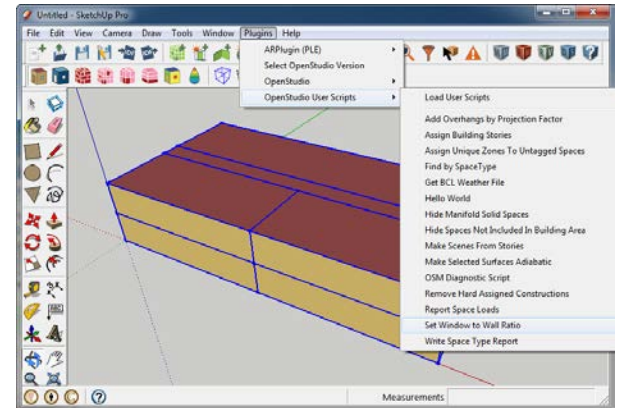 Untitled - SketchUp Pro
File Edit View Camera Draw Tools Window Plugins Help
ARPlugin (PLE)
Select OpenStudio Version
OpenStudio
OpenStudio User Scripts
Load User Scripts
Add Overhangs by Projection Factor
Assign Building Stories
Assign Unique Zones To Untagged Spaces
Find by SpaceType
Get BCL Weather File
Hello World
Hide Manifold Solid Spaces
Hide Spaces Not Included In Building Area
Make Scenes From Stories
Make Selected Surfaces Adiabatic
OSM Diagnostic Script
Remove Hard Assigned Constructions
Report Space Loads
Set Window to Wall Ratio
Write Space Type Report
Measurements